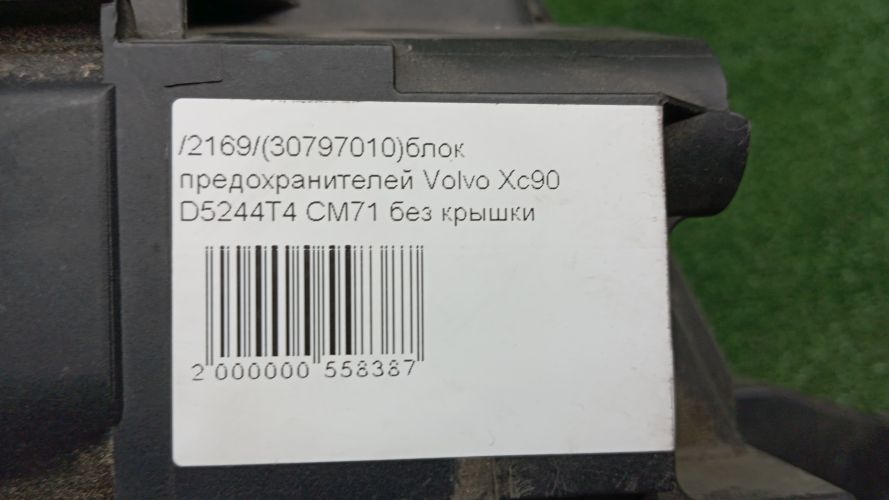 /2169/(30797010)блок
предохранителей Volvo Xc90
D5244T4 CM71 без крышки
2 000000 558387